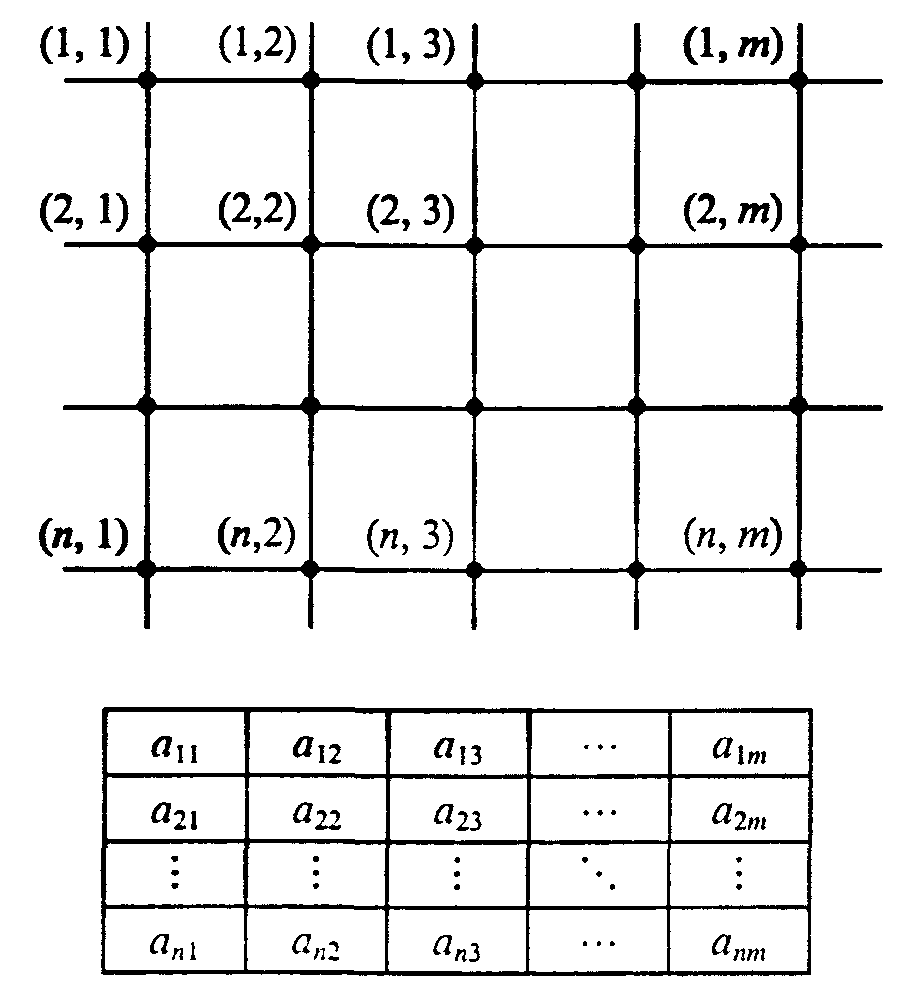 (1, 1) (1,2) (1, 3) (1, m)
(2, 1) (2,2) (2, 3) (2, m)
(n, 1) (n,2) (n, 3) (n, m)
a11 a12 a13 ⋯ a1m
a21 a22 a23 ⋯ a2m
⋮ ⋮ ⋮ ⋱ ⋮
an1 an2 an3 ⋯ anm